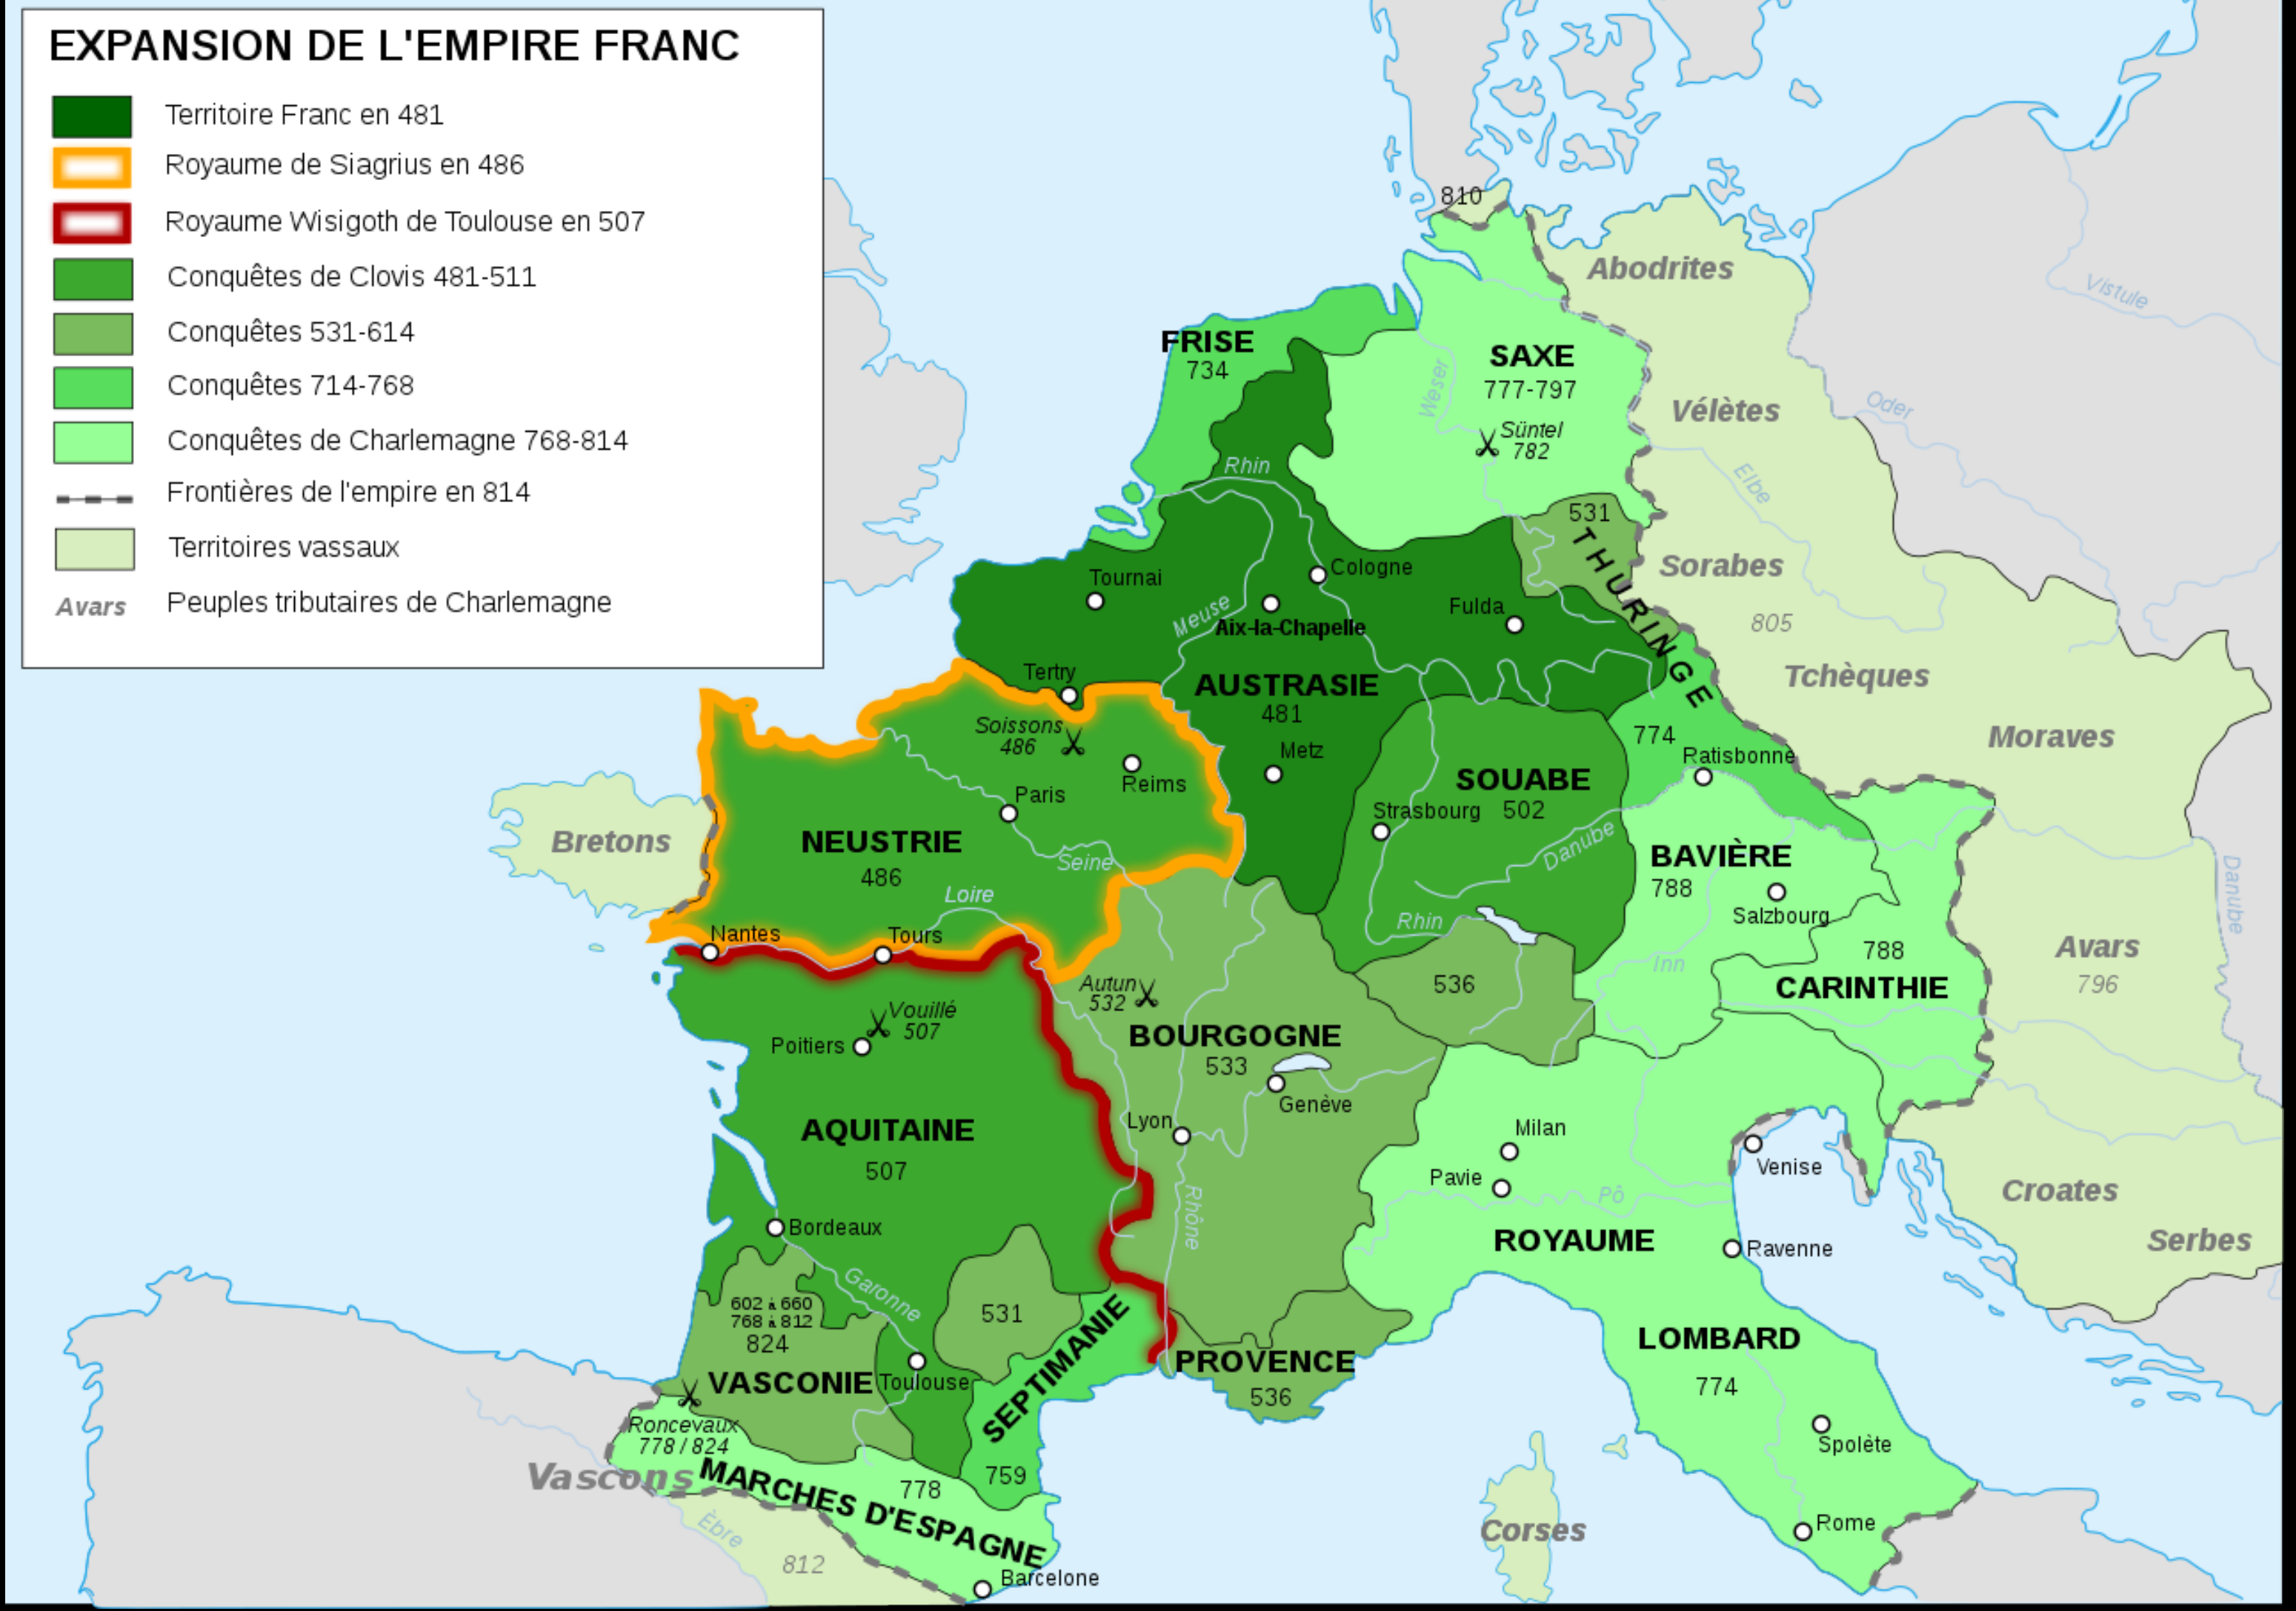 EXPANSION DE L'EMPIRE FRANC
Territoire Franc en 481
Royaume de Siagrius en 486
Royaume Wisigoth de Toulouse en 507
Conquêtes de Clovis 481-511
Conquêtes 531-614
Conquêtes 714-768
Conquêtes de Charlemagne 768-814
Frontières de l'empire en 814
Territoires vassaux
Avars
Peuples tributaires de Charlemagne
810
Abodrites
Vistule
FRISE
734
SAXE
777-797
Weser
Süntel
782
Vélètes
Oder
Rhin
Elbe
531
THURINGE
Sorabes
805
Tournai
Cologne
Meuse
Aix-la-Chapelle
Fulda
Tertry
AUSTRASIE
481
Tchèques
Moraves
Soissons
486
Reims
Metz
774
Ratisbonne
SOUABE
502
Strasbourg
Danube
Paris
Bretons
NEUSTRIE
486
Seine
Loire
BAVIÈRE
788
Salzbourg
Danube
Nantes
Tours
Rhin
Inn
788
CARINTHIE
Avars
796
Autun
532
536
Vouillé
507
Poitiers
BOURGOGNE
533
Genève
Lyon
AQUITAINE
507
Milan
Pavie
Pô
Venise
Croates
Serbes
Rhône
Bordeaux
ROYAUME
Ravenne
Garonne
602 à 660
768 à 812
824
531
VASCONIE
Toulouse
SEPTIMANIE
759
PROVENCE
536
LOMBARD
774
Roncevaux
778 / 824
Vascons
MARCHES D'ESPAGNE
778
Spolète
Èbre
812
Barcelone
Corses
Rome